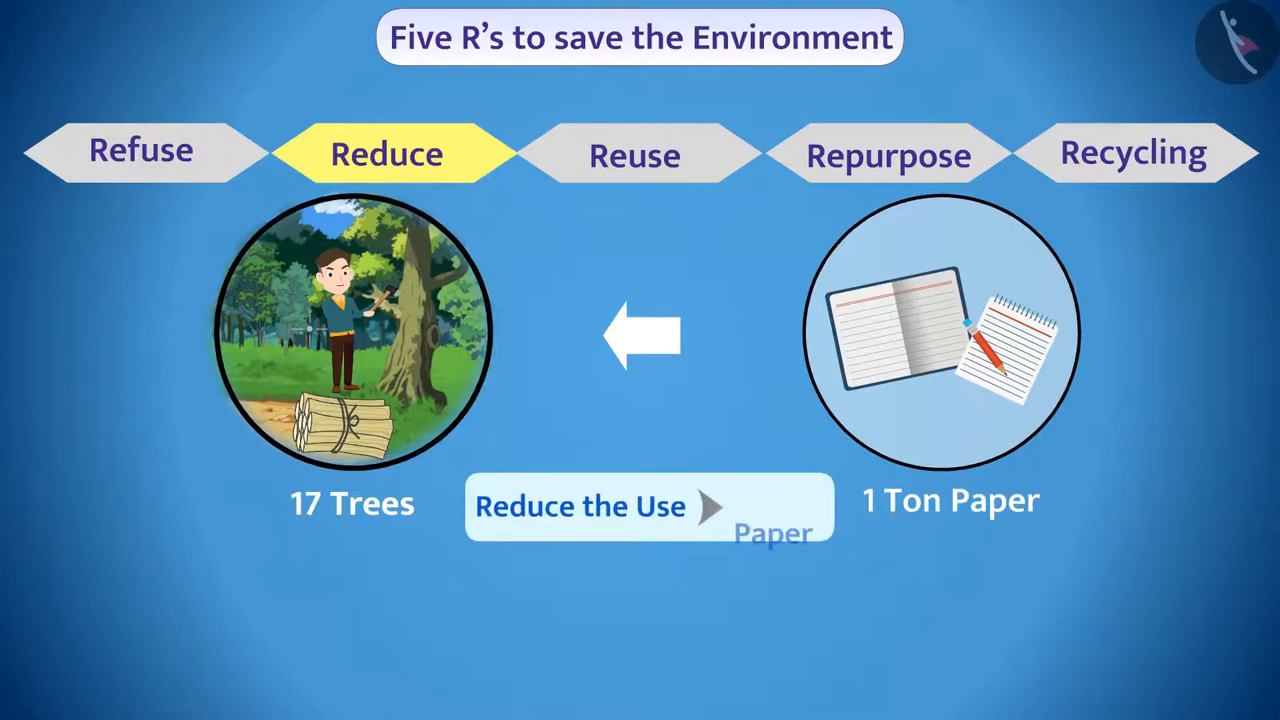 Five R’s to save the Environment
Refuse
Reduce
Reuse
Repurpose
Recycling
17 Trees
Reduce the Use
Paper
1 Ton Paper